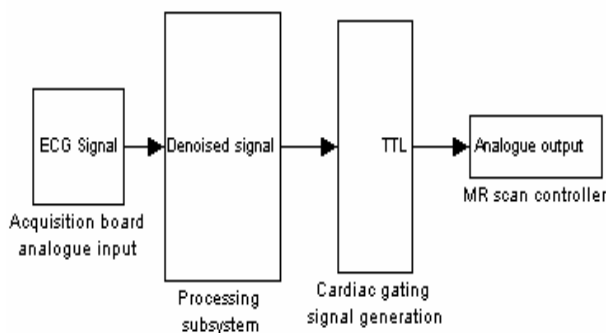 ECG Signal
Acquisition board
analogue input
Denoised signal
Processing
subsystem
TTL
Cardiac gating
signal generation
Analogue output
MR scan controller